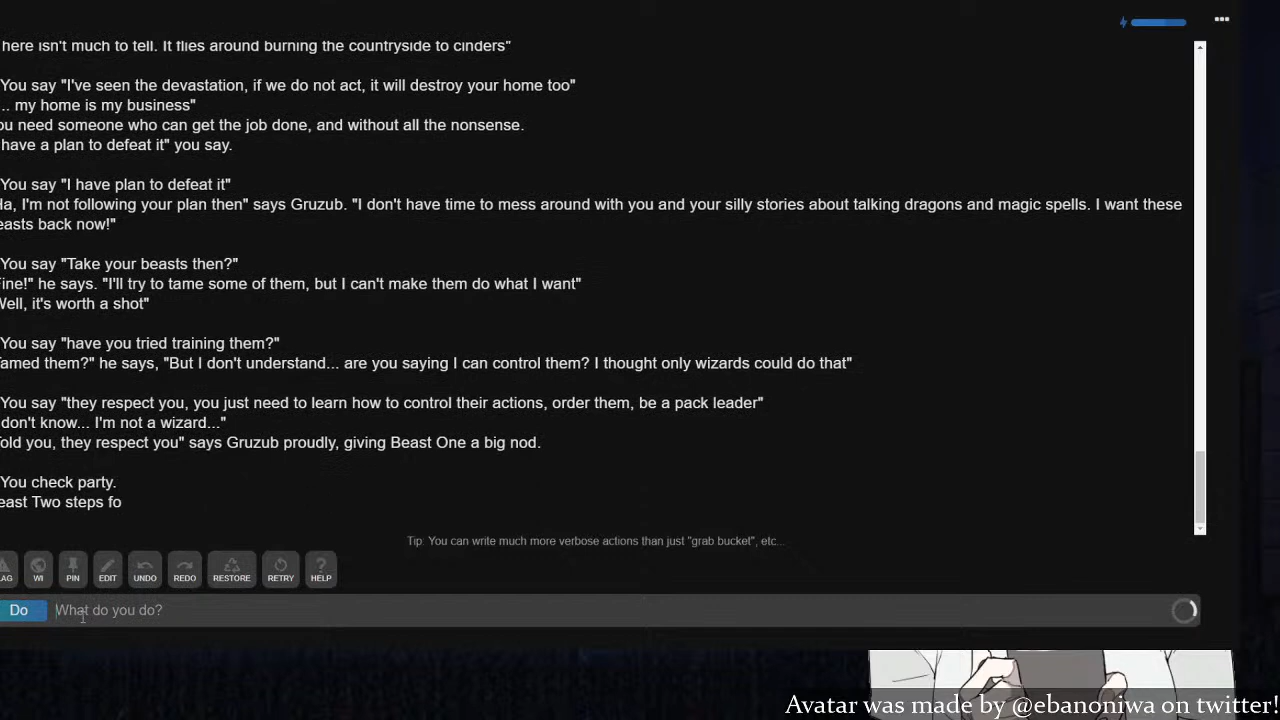 here isn't much to tell. It flies around burning the countryside to cinders"
You say "I've seen the devastation, if we do not act, it will destroy your home too"
.. my home is my business"
ou need someone who can get the job done, and without all the nonsense.
have a plan to defeat it" you say.
You say "I have plan to defeat it"
Ha, I'm not following your plan then" says Gruzub. "I don't have time to mess around with you and your silly stories about talking dragons and magic spells. I want these
easts back now!"
You say "Take your beasts then?"
Fine!" he says. "I'll try to tame some of them, but I can't make them do what I want"
Well, it's worth a shot"
You say "have you tried training them?"
Tamed them?" he says, "But I don't understand... are you saying I can control them? I thought only wizards could do that"
You say "they respect you, you just need to learn how to control their actions, order them, be a pack leader"
don't know... I'm not a wizard..."
Told you, they respect you" says Gruzub proudly, giving Beast One a big nod.
You check party.
east Two steps fo
Tip: You can write much more verbose actions than just "grab bucket", etc...
LAG WI PIN EDIT UNDO REDO RESTORE RETRY HELP
Do What do you do?
Avatar was made by @ebanoniwa on twitter!